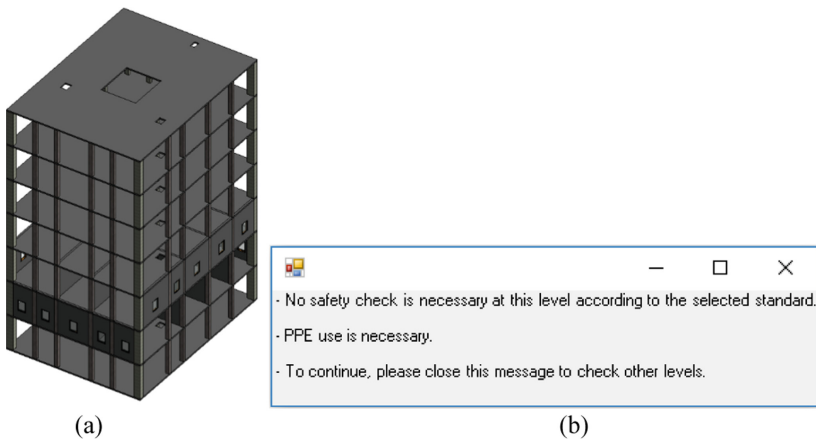 - No safety check is necessary at this level according to the selected standard.
- PPE use is necessary.
- To continue, please close this message to check other levels.
(a)
(b)